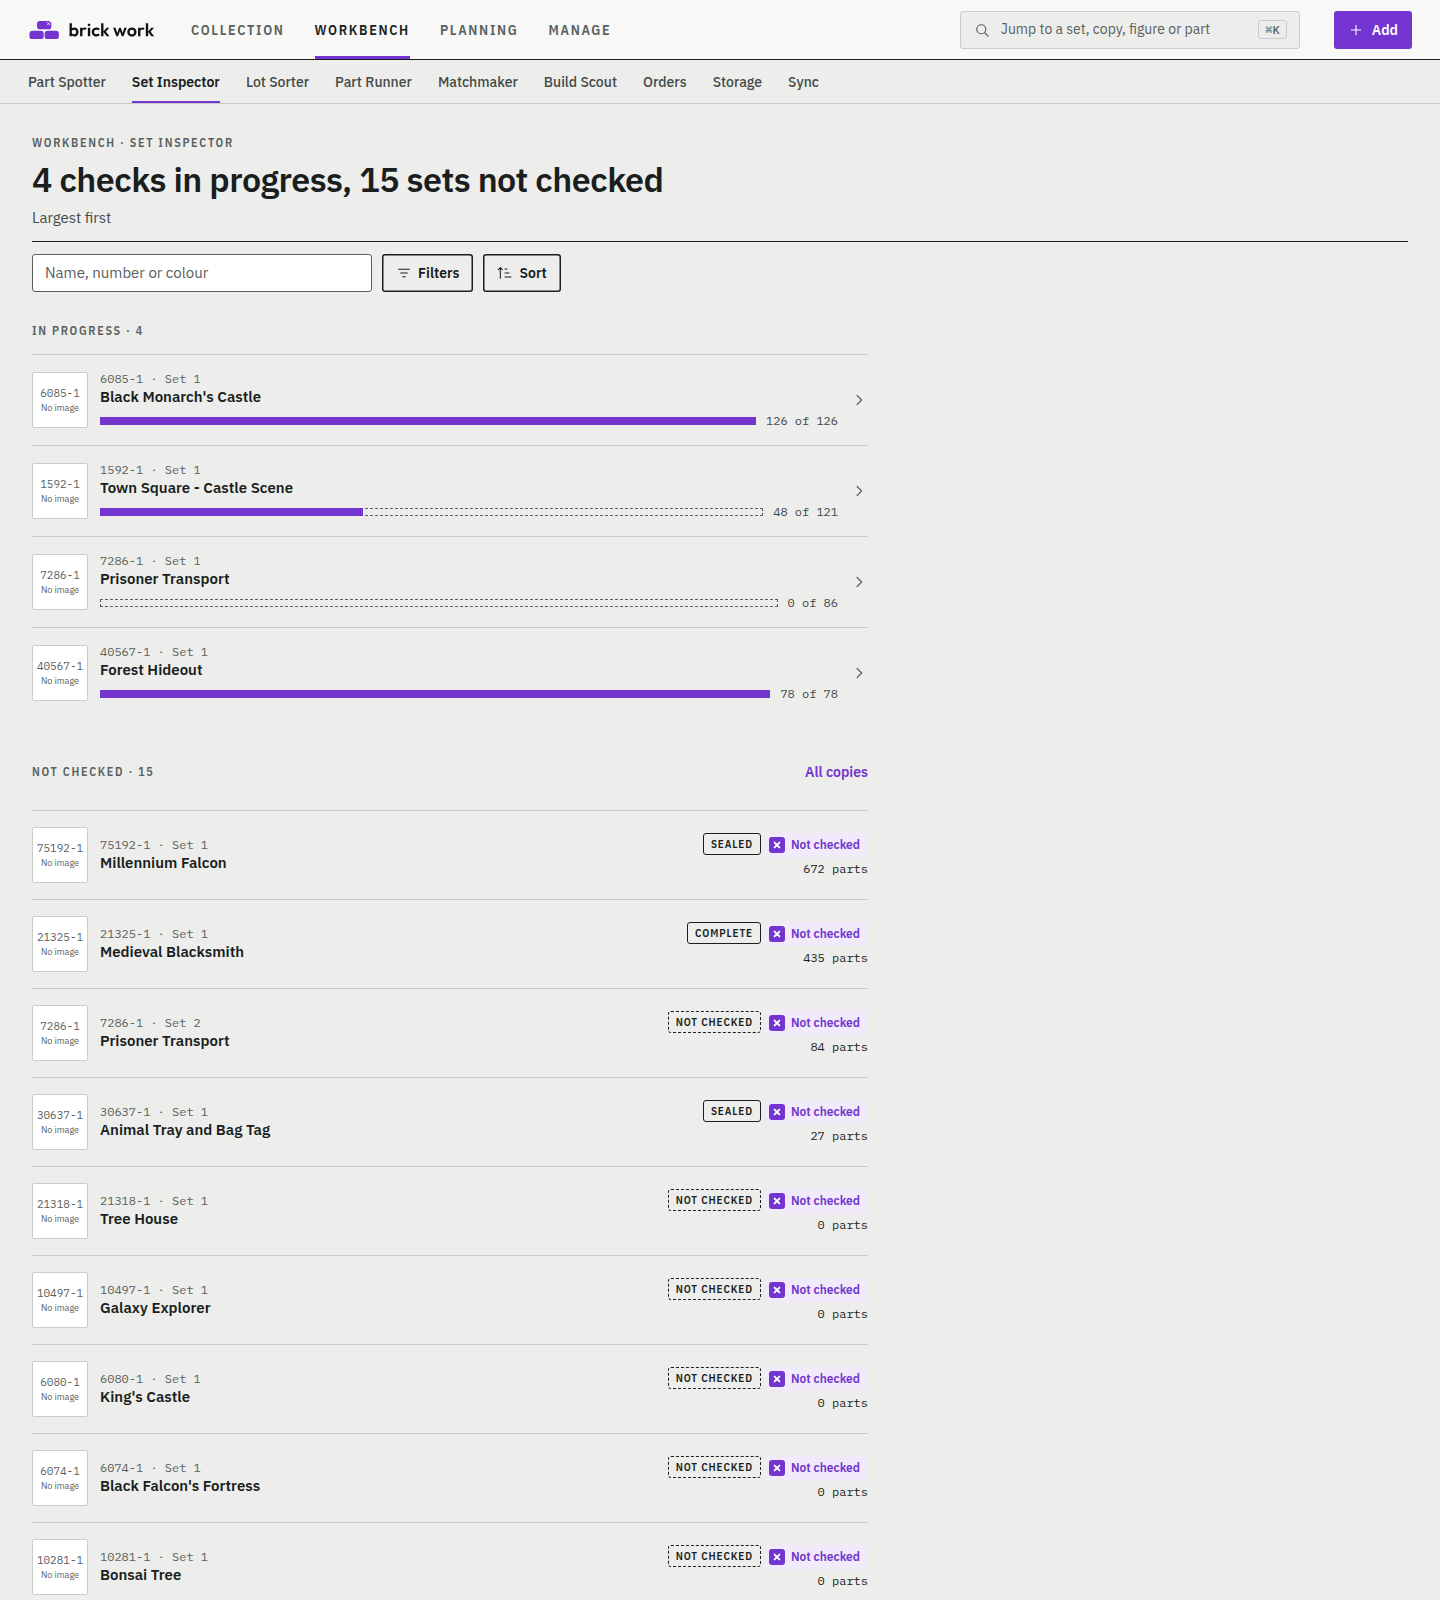 brick work
COLLECTION
WORKBENCH
PLANNING
MANAGE
Jump to a set, copy, figure or part
⌘K
+ Add
Part Spotter
Set Inspector
Lot Sorter
Part Runner
Matchmaker
Build Scout
Orders
Storage
Sync
WORKBENCH · SET INSPECTOR
4 checks in progress, 15 sets not checked
Largest first
Name, number or colour
Filters
Sort
IN PROGRESS · 4
6085-1
No image
6085-1 · Set 1
Black Monarch's Castle
126 of 126
1592-1
No image
1592-1 · Set 1
Town Square - Castle Scene
48 of 121
7286-1
No image
7286-1 · Set 1
Prisoner Transport
0 of 86
40567-1
No image
40567-1 · Set 1
Forest Hideout
78 of 78
NOT CHECKED · 15
All copies
75192-1
No image
75192-1 · Set 1
Millennium Falcon
SEALED
Not checked
672 parts
21325-1
No image
21325-1 · Set 1
Medieval Blacksmith
COMPLETE
Not checked
435 parts
7286-1
No image
7286-1 · Set 2
Prisoner Transport
NOT CHECKED
Not checked
84 parts
30637-1
No image
30637-1 · Set 1
Animal Tray and Bag Tag
SEALED
Not checked
27 parts
21318-1
No image
21318-1 · Set 1
Tree House
NOT CHECKED
Not checked
0 parts
10497-1
No image
10497-1 · Set 1
Galaxy Explorer
NOT CHECKED
Not checked
0 parts
6080-1
No image
6080-1 · Set 1
King's Castle
NOT CHECKED
Not checked
0 parts
6074-1
No image
6074-1 · Set 1
Black Falcon's Fortress
NOT CHECKED
Not checked
0 parts
10281-1
No image
10281-1 · Set 1
Bonsai Tree
NOT CHECKED
Not checked
0 parts